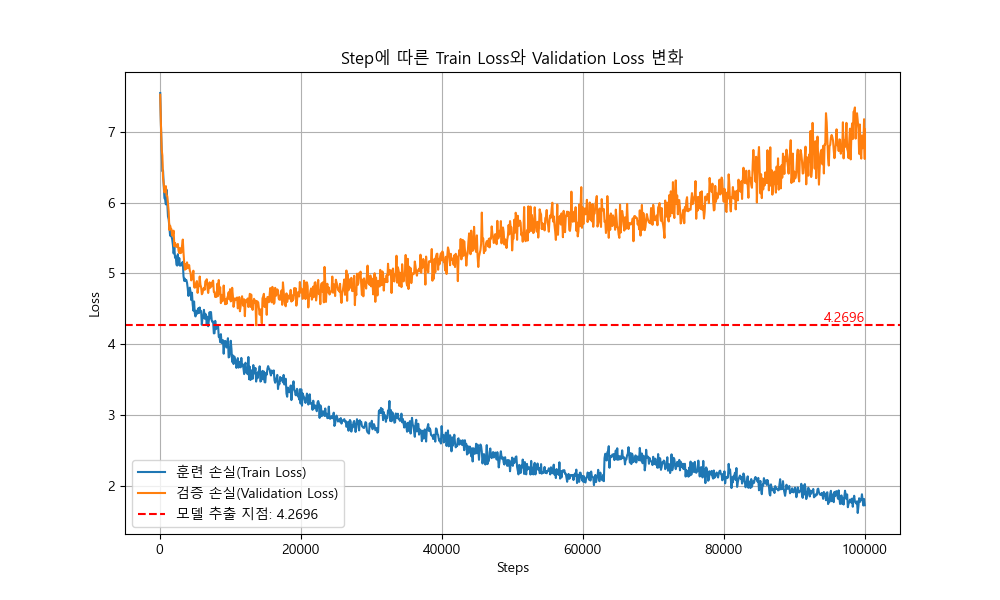 Step에 따른 Train Loss와 Validation Loss 변화
7
6
5
4
3
2
Loss
4.2696
훈련 손실(Train Loss)
검증 손실(Validation Loss)
모델 추출 지점: 4.2696
0 20000 40000 60000 80000 100000
Steps